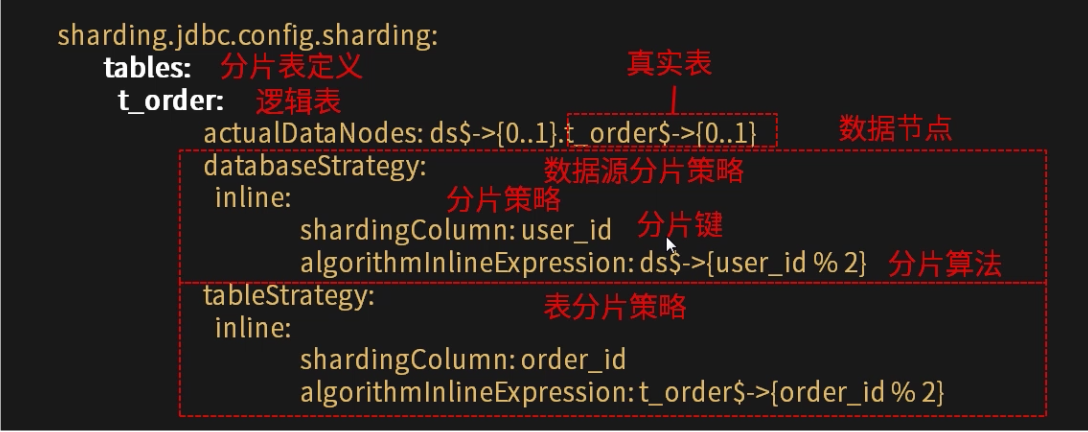 sharding.jdbc.config.sharding:
tables: 分片表定义
真实表
t_order: 逻辑表
actualDataNodes: ds$->{0..1}.t_order$->{0..1} 数据节点
databaseStrategy: 数据源分片策略
inline: 分片策略
shardingColumn: user_id 分片键
algorithmInlineExpression: ds$->{user_id % 2} 分片算法
tableStrategy: 表分片策略
inline:
shardingColumn: order_id
algorithmInlineExpression: t_order$->{order_id % 2}